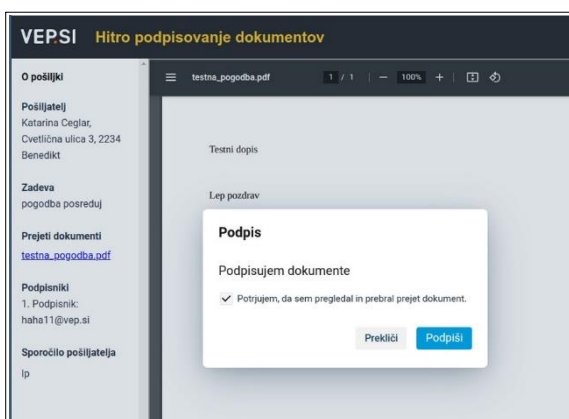 VEP.SI Hitro podpisovanje dokumentov
O pošiljki
Pošiljatelj
Katarina Ceglar,
Cvetlična ulica 3, 2234
Benedikt
Zadeva
pogodba posreduj
Prejeti dokumenti
testna_pogodba.pdf
Podpisniki
1. Podpisnik:
haha11@vep.si
Sporočilo pošiljatelja
lp
testna_pogodba.pdf 1 / 1 | − 100% + |
Testni dopis
Lep pozdrav
Podpis
Podpisujem dokumente
Potrjujem, da sem pregledal in prebral prejet dokument.
Prekliči Podpiši